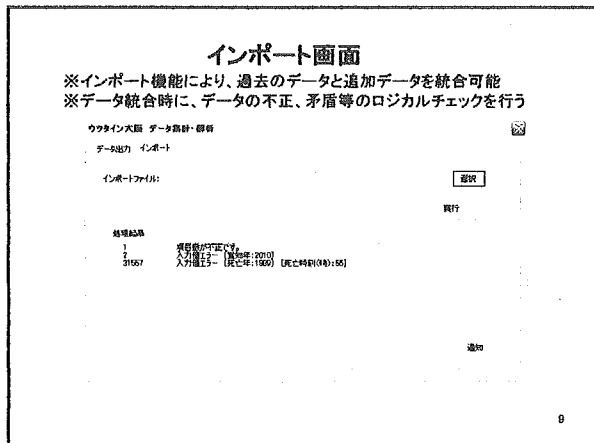 インポート画面
※インポート機能により、過去のデータと追加データを統合可能
※データ統合時に、データの不正、矛盾等のロジカルチェックを行う
ウツタイン大阪 データ集計・解析
データ出力 インポート
インポートファイル:
選択
実行
処理結果
1 項目数が不正です。
2 入力値エラー [覚知年:2010]
31557 入力値エラー [死亡年:1909] [死亡時刻(時):55]
通知
9